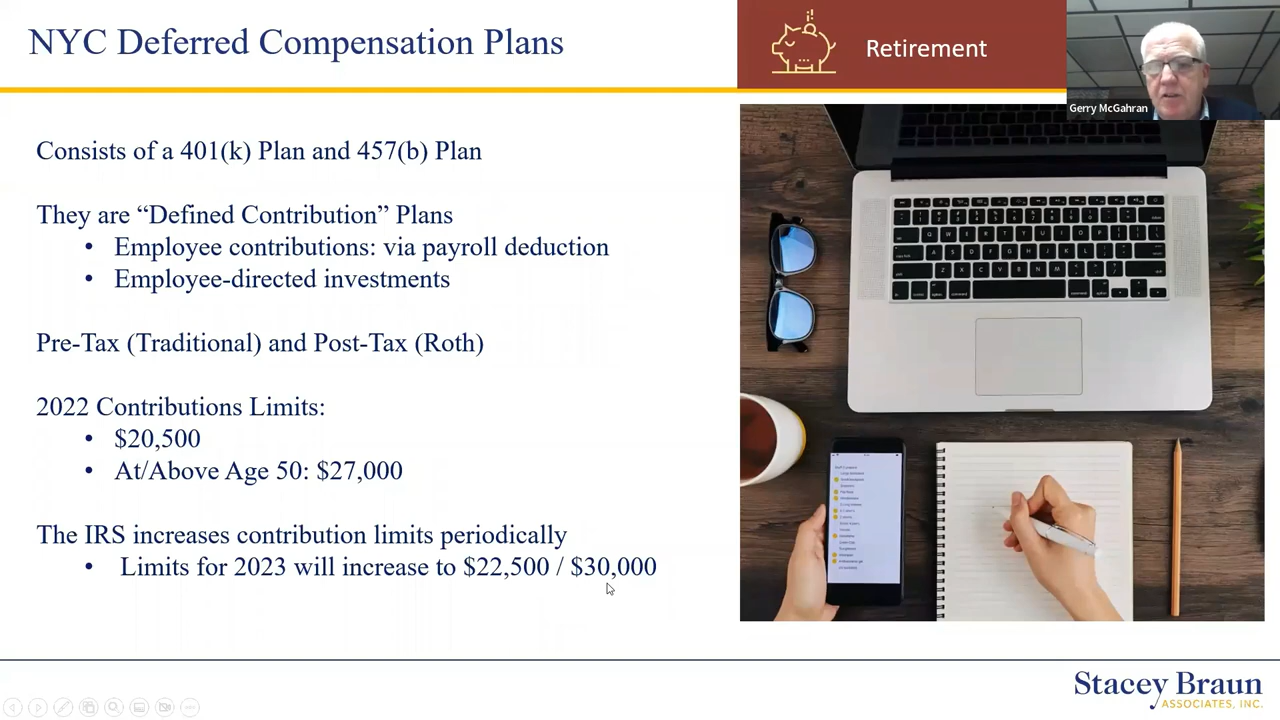 NYC Deferred Compensation Plans
Retirement
Gerry McGahran
Consists of a 401(k) Plan and 457(b) Plan
They are “Defined Contribution” Plans
• Employee contributions: via payroll deduction
• Employee-directed investments
Pre-Tax (Traditional) and Post-Tax (Roth)
2022 Contributions Limits:
• $20,500
• At/Above Age 50: $27,000
The IRS increases contribution limits periodically
• Limits for 2023 will increase to $22,500 / $30,000
Stacey Braun
ASSOCIATES, INC.